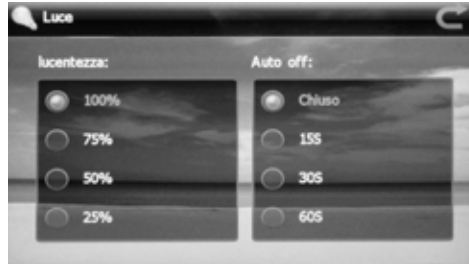 Luce
lucentezza: Auto off:
100% Chiuso
75% 15S
50% 30S
25% 60S